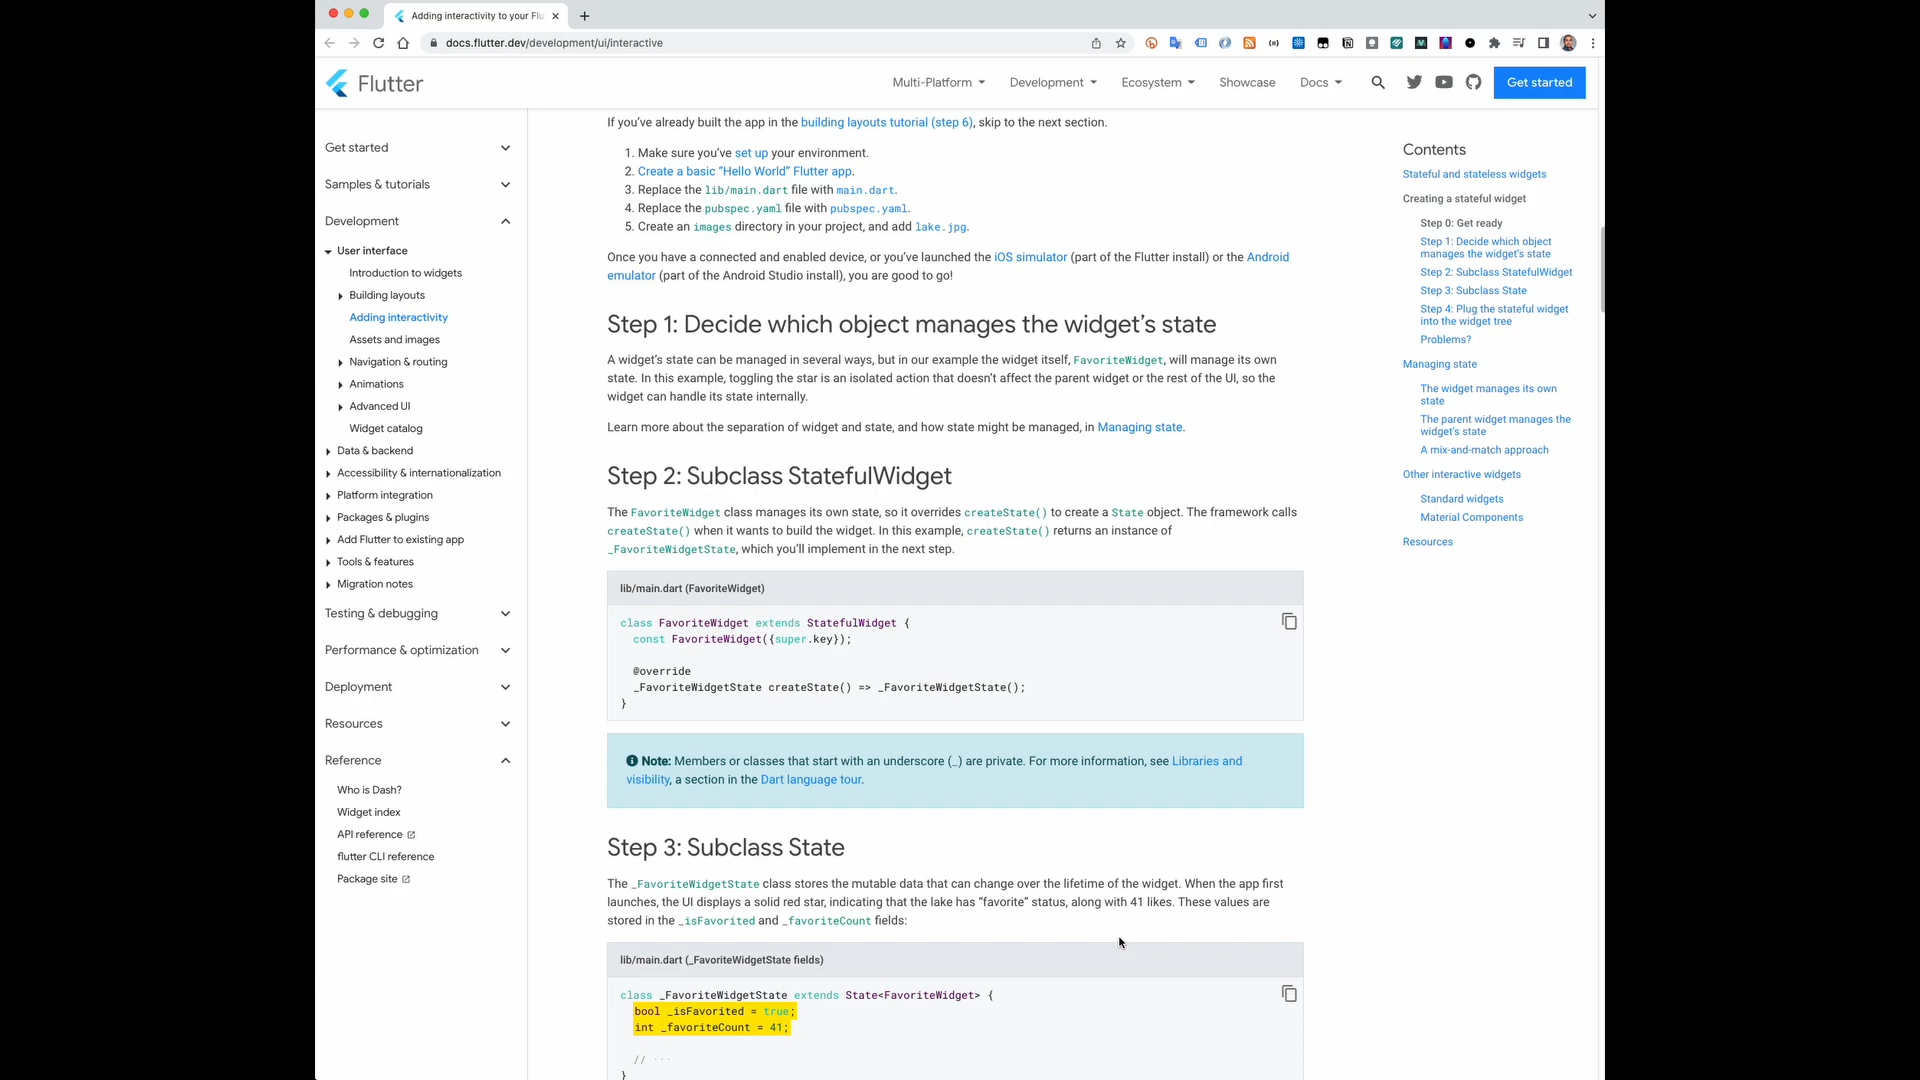 Adding interactivity to your Flu
docs.flutter.dev/development/ui/interactive
Flutter
Multi-Platform
Development
Ecosystem
Showcase
Docs
Get started
Get started
Samples & tutorials
Development
User interface
Introduction to widgets
Building layouts
Adding interactivity
Assets and images
Navigation & routing
Animations
Advanced UI
Widget catalog
Data & backend
Accessibility & internationalization
Platform integration
Packages & plugins
Add Flutter to existing app
Tools & features
Migration notes
Testing & debugging
Performance & optimization
Deployment
Resources
Reference
Who is Dash?
Widget index
API reference
flutter CLI reference
Package site
If you’ve already built the app in the building layouts tutorial (step 6), skip to the next section.
1. Make sure you’ve set up your environment.
2. Create a basic “Hello World” Flutter app.
3. Replace the lib/main.dart file with main.dart.
4. Replace the pubspec.yaml file with pubspec.yaml.
5. Create an images directory in your project, and add lake.jpg.
Once you have a connected and enabled device, or you’ve launched the iOS simulator (part of the Flutter install) or the Android
emulator (part of the Android Studio install), you are good to go!
Step 1: Decide which object manages the widget’s state
A widget’s state can be managed in several ways, but in our example the widget itself, FavoriteWidget, will manage its own
state. In this example, toggling the star is an isolated action that doesn’t affect the parent widget or the rest of the UI, so the
widget can handle its state internally.
Learn more about the separation of widget and state, and how state might be managed, in Managing state.
Step 2: Subclass StatefulWidget
The FavoriteWidget class manages its own state, so it overrides createState() to create a State object. The framework calls
createState() when it wants to build the widget. In this example, createState() returns an instance of
_FavoriteWidgetState, which you’ll implement in the next step.
lib/main.dart (FavoriteWidget)
class FavoriteWidget extends StatefulWidget {
const FavoriteWidget({super.key});
@override
_FavoriteWidgetState createState() => _FavoriteWidgetState();
}
Note: Members or classes that start with an underscore (_) are private. For more information, see Libraries and
visibility, a section in the Dart language tour.
Step 3: Subclass State
The _FavoriteWidgetState class stores the mutable data that can change over the lifetime of the widget. When the app first
launches, the UI displays a solid red star, indicating that the lake has “favorite” status, along with 41 likes. These values are
stored in the _isFavorited and _favoriteCount fields:
lib/main.dart (_FavoriteWidgetState fields)
class _FavoriteWidgetState extends State<FavoriteWidget> {
bool _isFavorited = true;
int _favoriteCount = 41;
// ···
}
Contents
Stateful and stateless widgets
Creating a stateful widget
Step 0: Get ready
Step 1: Decide which object
manages the widget’s state
Step 2: Subclass StatefulWidget
Step 3: Subclass State
Step 4: Plug the stateful widget
into the widget tree
Problems?
Managing state
The widget manages its own
state
The parent widget manages the
widget’s state
A mix-and-match approach
Other interactive widgets
Standard widgets
Material Components
Resources